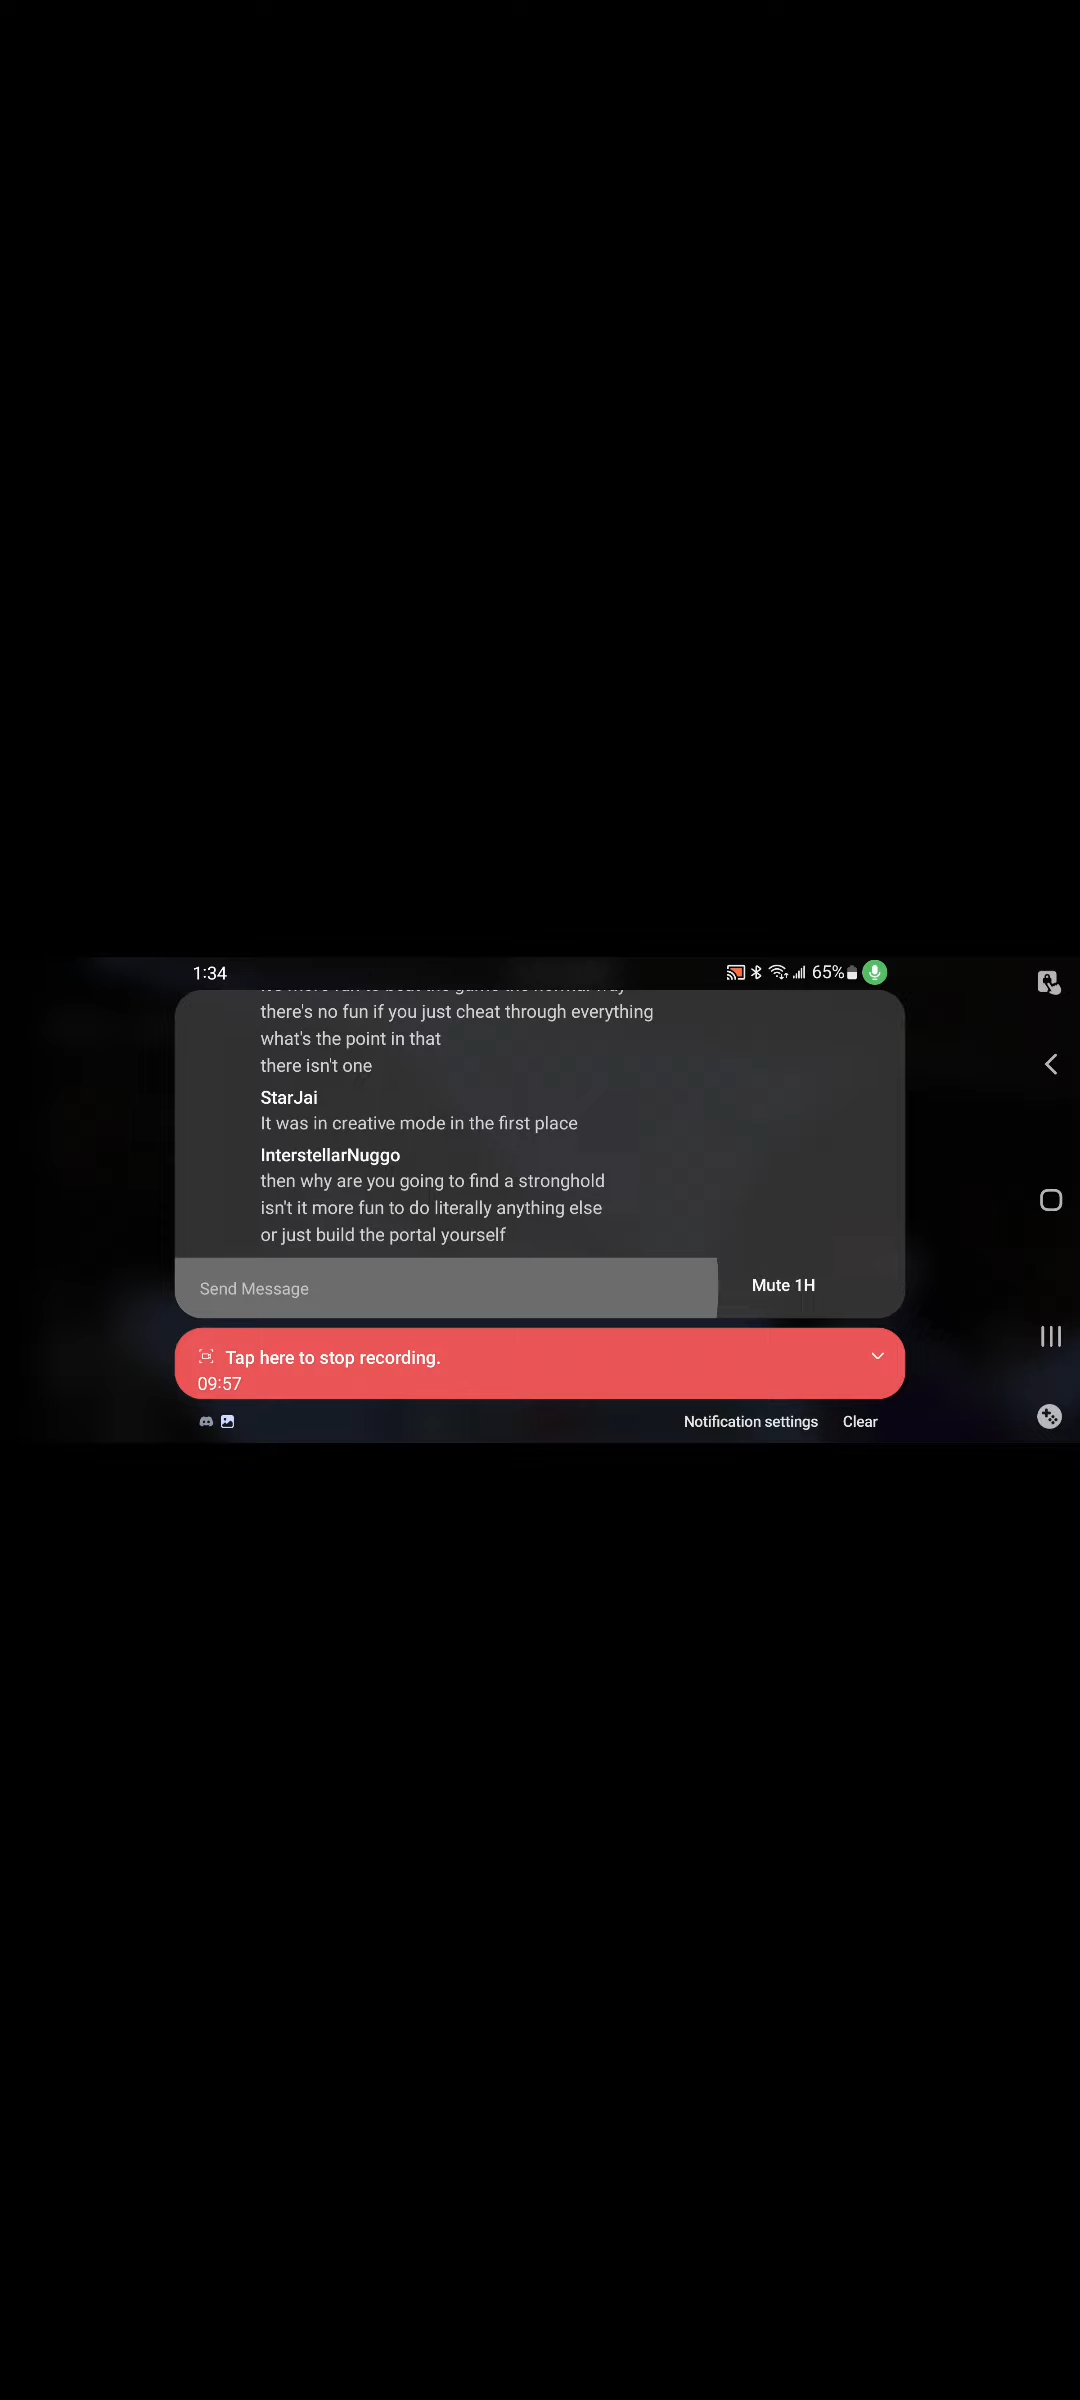 1:34
65%
there's no fun if you just cheat through everything
what's the point in that
there isn't one
StarJai
It was in creative mode in the first place
InterstellarNuggo
then why are you going to find a stronghold
isn't it more fun to do literally anything else
or just build the portal yourself
Send Message
Mute 1H
Tap here to stop recording.
09:57
Notification settings
Clear